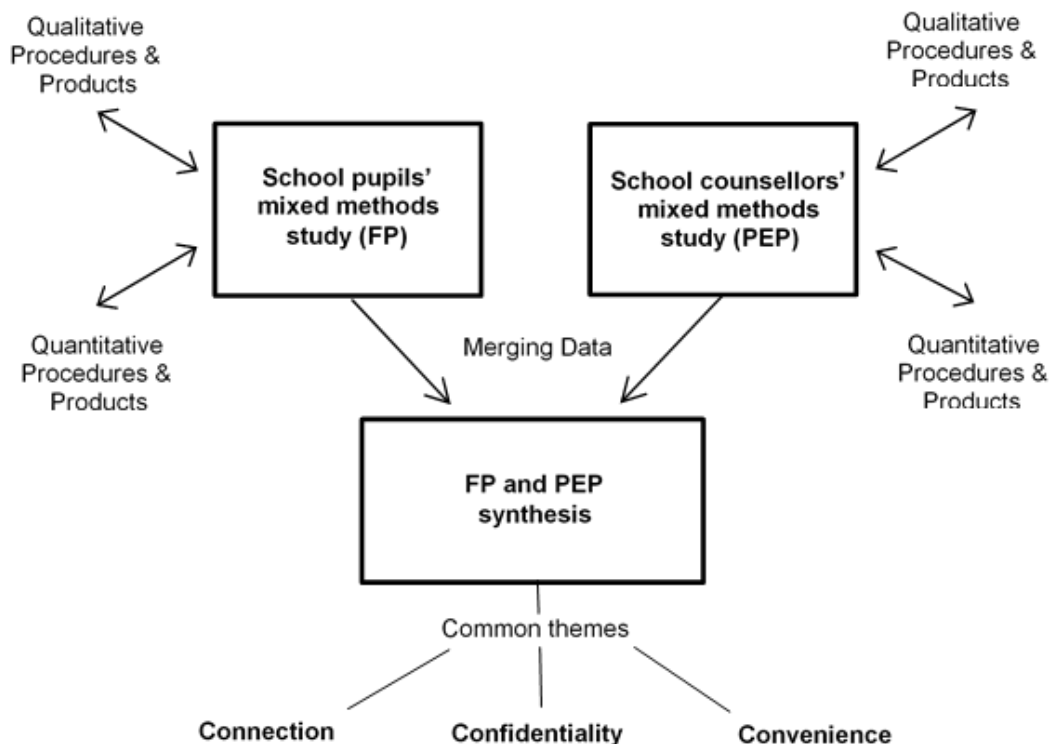 Qualitative
Procedures &
Products
Qualitative
Procedures &
Products
School pupils’
mixed methods
study (FP)
School counsellors’
mixed methods
study (PEP)
Quantitative
Procedures &
Products
Merging Data
Quantitative
Procedures &
Products
FP and PEP
synthesis
Common themes
Connection
Confidentiality
Convenience